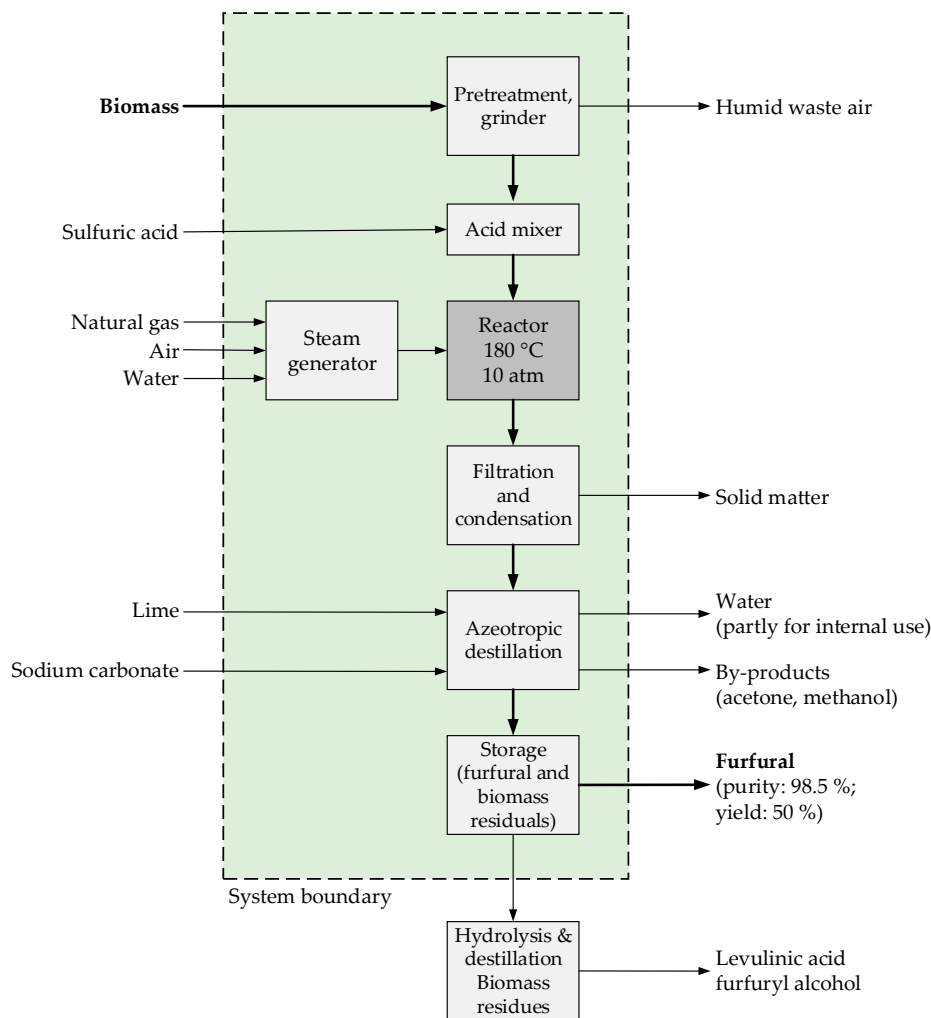 Biomass
Pretreatment,
grinder
Humid waste air
Sulfuric acid
Acid mixer
Natural gas
Air
Water
Steam
generator
Reactor
180 °C
10 atm
Filtration
and
condensation
Solid matter
Lime
Sodium carbonate
Azeotropic
destillation
Water
(partly for internal use)
By-products
(acetone, methanol)
Storage
(furfural and
biomass
residuals)
Furfural
(purity: 98.5 %;
yield: 50 %)
System boundary
Hydrolysis &
destillation
Biomass
residues
Levulinic acid
furfuryl alcohol